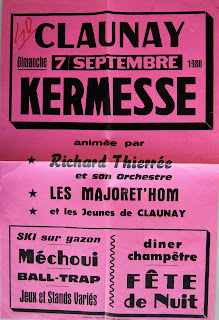 CLAUNAY
Dimanche 7 SEPTEMBRE 1980
KERMESSE
animée par
Richard Thierrée
et son Orchestre
★ LES MAJORET'HOM
★ et les Jeunes de CLAUNAY
SKI sur gazon
Méchoui
BALL-TRAP
Jeux et Stands Variés
diner
champêtre
FÊTE
de Nuit